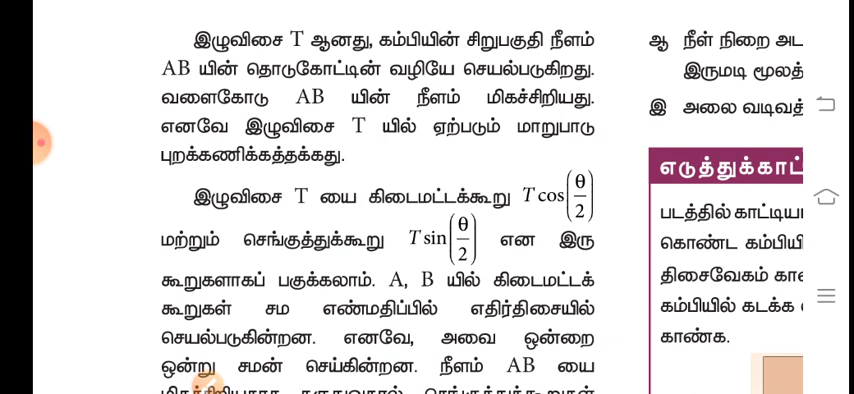 இழுவிசை T ஆனது, கம்பியின் சிறுபகுதி நீளம்
AB யின் தொடுகோட்டின் வழியே செயல்படுகிறது.
வளைகோடு AB யின் நீளம் மிகச்சிறியது.
எனவே இழுவிசை T யில் ஏற்படும் மாறுபாடு
புறக்கணிக்கத்தக்கது.
இழுவிசை T யை கிடைமட்டக்கூறு T cos(θ/2)
மற்றும் செங்குத்துக்கூறு T sin(θ/2) என இரு
கூறுகளாகப் பகுக்கலாம். A, B யில் கிடைமட்டக்
கூறுகள் சம எண்மதிப்பில் எதிர்திசையில்
செயல்படுகின்றன. எனவே, அவை ஒன்றை
ஒன்று சமன் செய்கின்றன. நீளம் AB யை
ஆ நீள் நிறை அட
இருமடி மூலத்
இ அலை வடிவத்
எடுத்துக்காட்
படத்தில் காட்டிய
கொண்ட கம்பியி
திசைவேகம் கா
கம்பியில் கடக்க
காண்க.